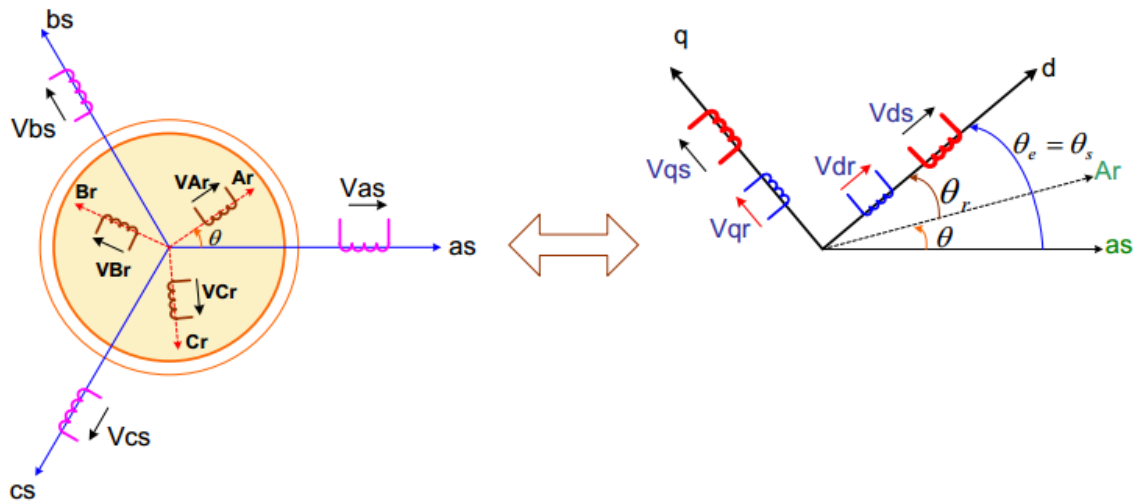 bs
Vbs
Br
VAr
Ar
Vas
θ
as
VBr
VCr
Cr
Vcs
cs
q
d
Vqs
Vds
θe = θs
Vdr
Ar
Vqr
θr
θ
as